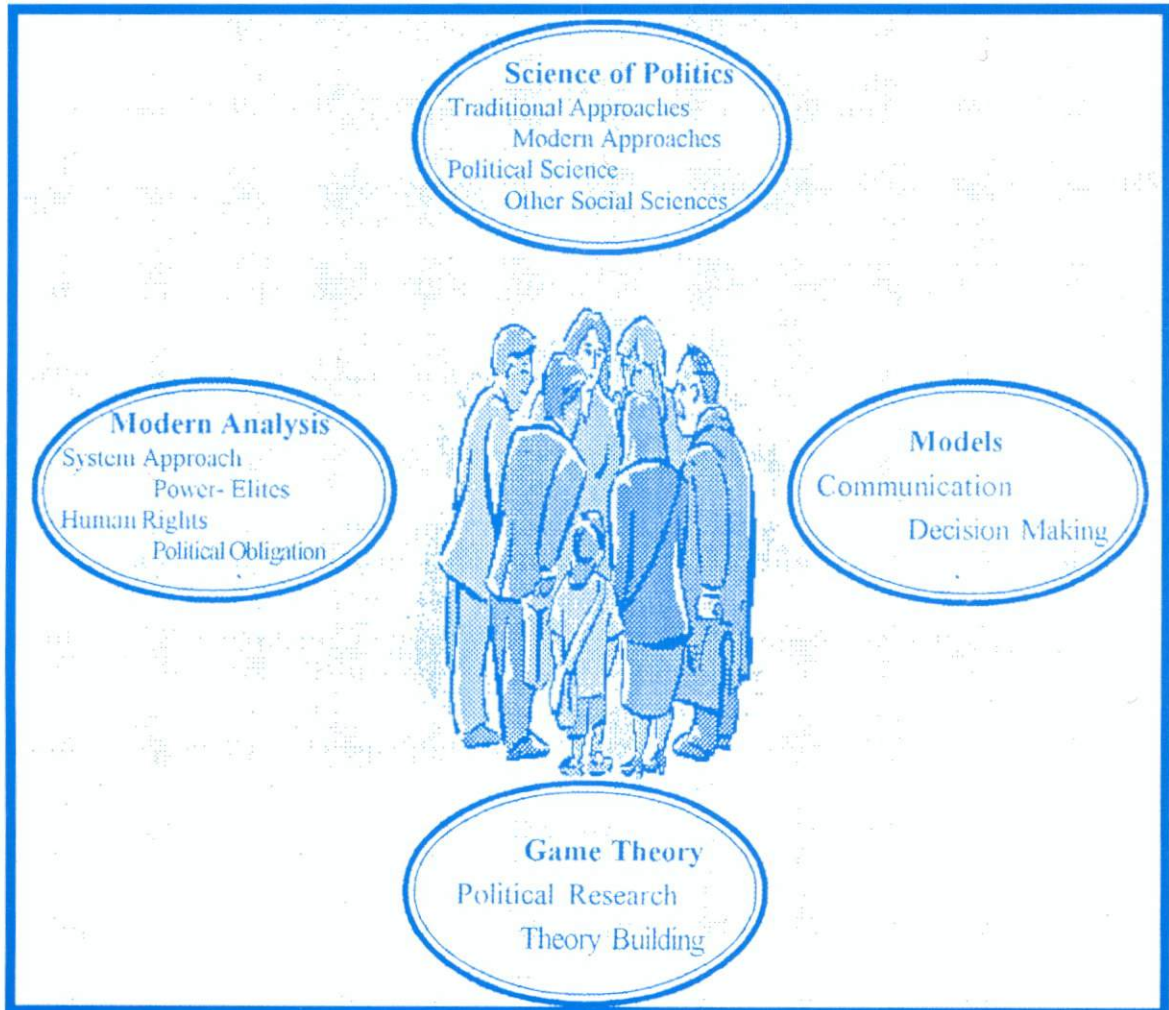 Science of Politics
Traditional Approaches
Modern Approaches
Political Science
Other Social Sciences
Modern Analysis
System Approach
Power- Elites
Human Rights
Political Obligation
Models
Communication
Decision Making
Game Theory
Political Research
Theory Building